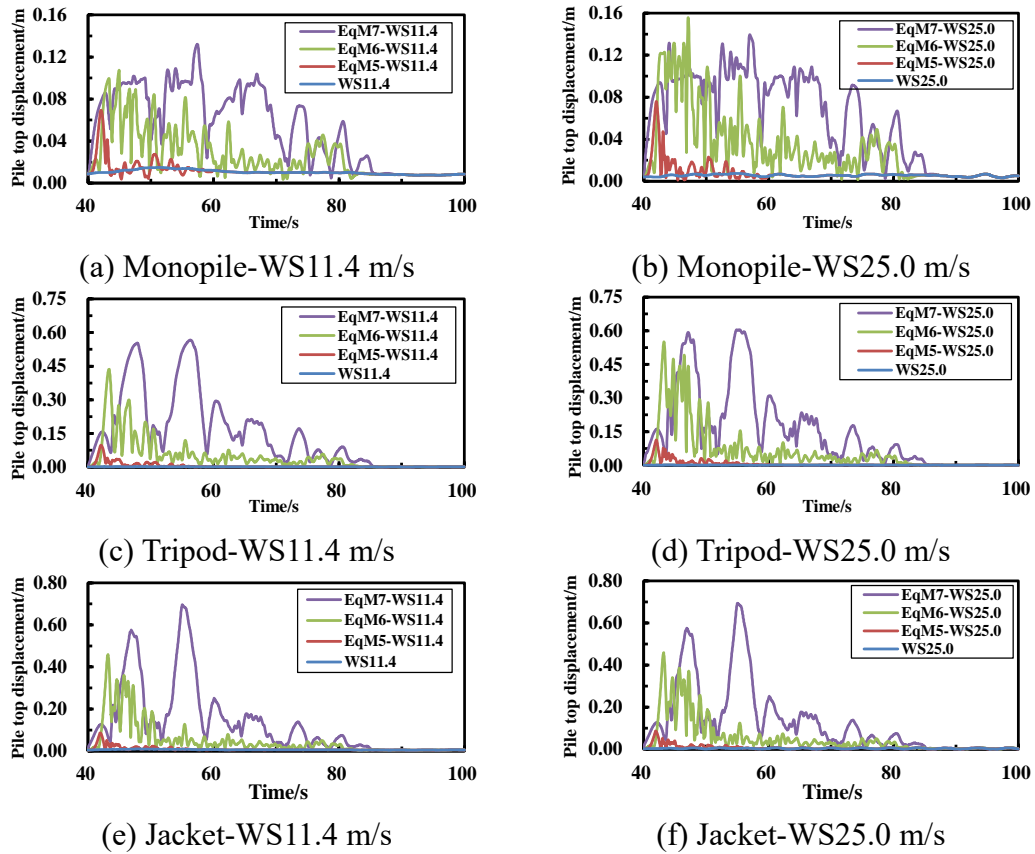 0.16
0.12
0.08
0.04
0.00
Pile top displacement/m
EqM7-WS11.4
EqM6-WS11.4
EqM5-WS11.4
WS11.4
40 60 80 100
Time/s
(a) Monopile-WS11.4 m/s
0.16
0.12
0.08
0.04
0.00
Pile top displacement/m
EqM7-WS25.0
EqM6-WS25.0
EqM5-WS25.0
WS25.0
40 60 80 100
Time/s
(b) Monopile-WS25.0 m/s
0.75
0.60
0.45
0.30
0.15
0.00
Pile top displacement/m
EqM7-WS11.4
EqM6-WS11.4
EqM5-WS11.4
WS11.4
40 60 80 100
Time/s
(c) Tripod-WS11.4 m/s
0.75
0.60
0.45
0.30
0.15
0.00
Pile top displacement/m
EqM7-WS25.0
EqM6-WS25.0
EqM5-WS25.0
WS25.0
40 60 80 100
Time/s
(d) Tripod-WS25.0 m/s
0.80
0.60
0.40
0.20
0.00
Pile top displacement/m
EqM7-WS11.4
EqM6-WS11.4
EqM5-WS11.4
WS11.4
40 60 80 100
Time/s
(e) Jacket-WS11.4 m/s
0.80
0.60
0.40
0.20
0.00
Pile top displacement/m
EqM7-WS25.0
EqM6-WS25.0
EqM5-WS25.0
WS25.0
40 60 80 100
Time/s
(f) Jacket-WS25.0 m/s